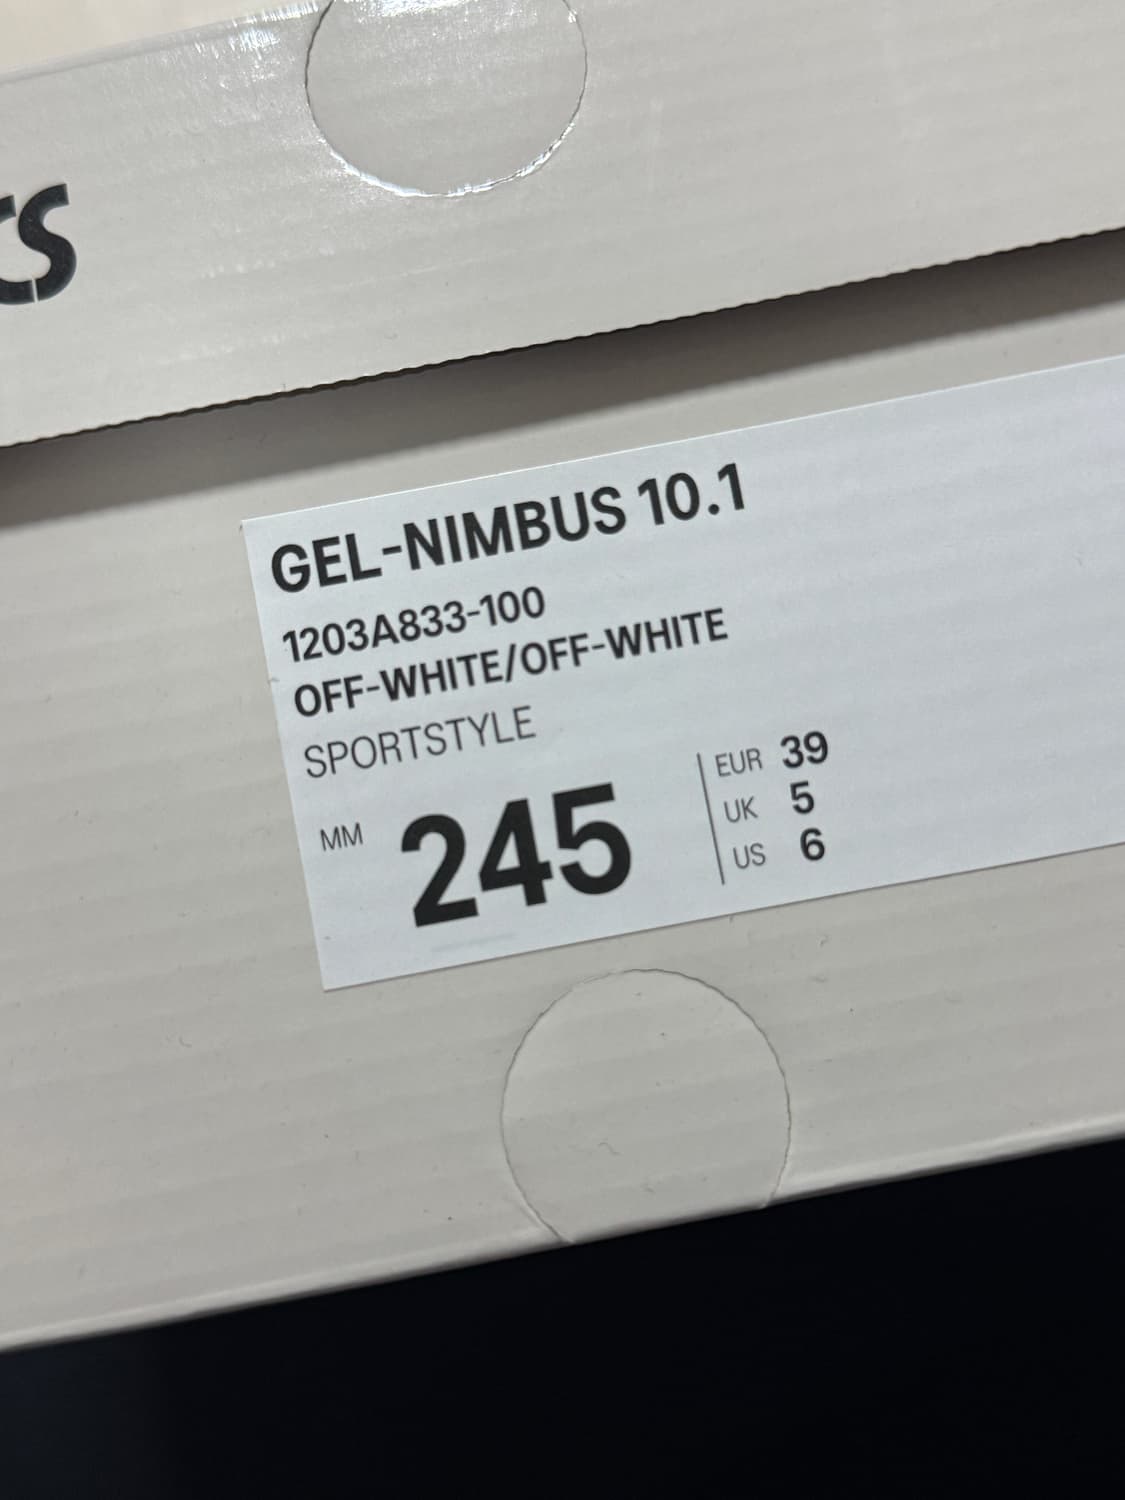 CS
GEL-NIMBUS 10.1
1203A833-100
OFF-WHITE/OFF-WHITE
SPORTSTYLE
MM 245
EUR 39
UK 5
US 6